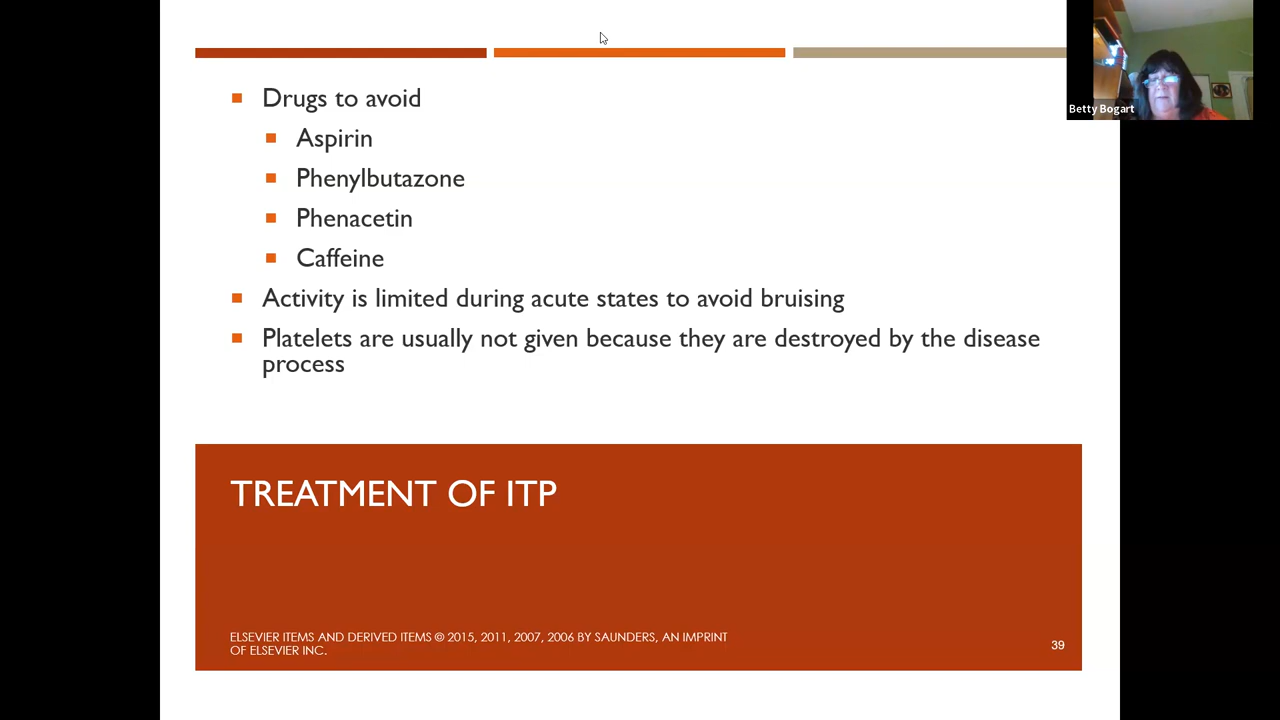 Drugs to avoid
Aspirin
Phenylbutazone
Phenacetin
Caffeine
Activity is limited during acute states to avoid bruising
Platelets are usually not given because they are destroyed by the disease
process
TREATMENT OF ITP
ELSEVIER ITEMS AND DERIVED ITEMS © 2015, 2011, 2007, 2006 BY SAUNDERS, AN IMPRINT
OF ELSEVIER INC.
39
Betty Bogart